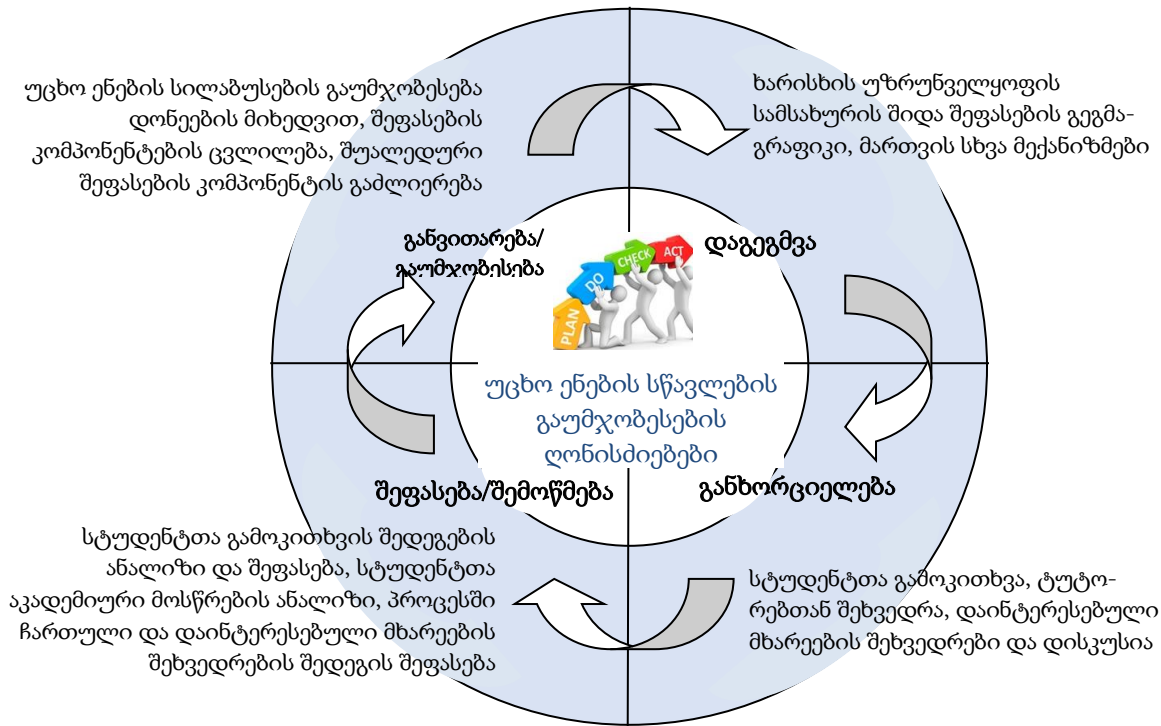 უცხო ენების სილაბუსების გაუმჯობესება
დონეების მიხედვით, შეფასების
კომპონენტების ცვლილება, შუალედური
შეფასების კომპონენტის გაძლიერება
ხარისხის უზრუნველყოფის
სამსახურის შიდა შეფასების გეგმა-
გრაფიკი, მართვის სხვა მექანიზმები
განვითარება/
გაუმჯობესება
დაგეგმვა
PLAN
DO
CHECK
ACT
უცხო ენების სწავლების
გაუმჯობესების
ღონისძიებები
შეფასება/შემოწმება
განხორციელება
სტუდენტთა გამოკითხვის შედეგების
ანალიზი და შეფასება, სტუდენტთა
აკადემიური მოსწრების ანალიზი, პროცესში
ჩართული და დაინტერესებული მხარეების
შეხვედრების შედეგის შეფასება
სტუდენტთა გამოკითხვა, ტუტო-
რებთან შეხვედრა, დაინტერესებული
მხარეების შეხვედრები და დისკუსია